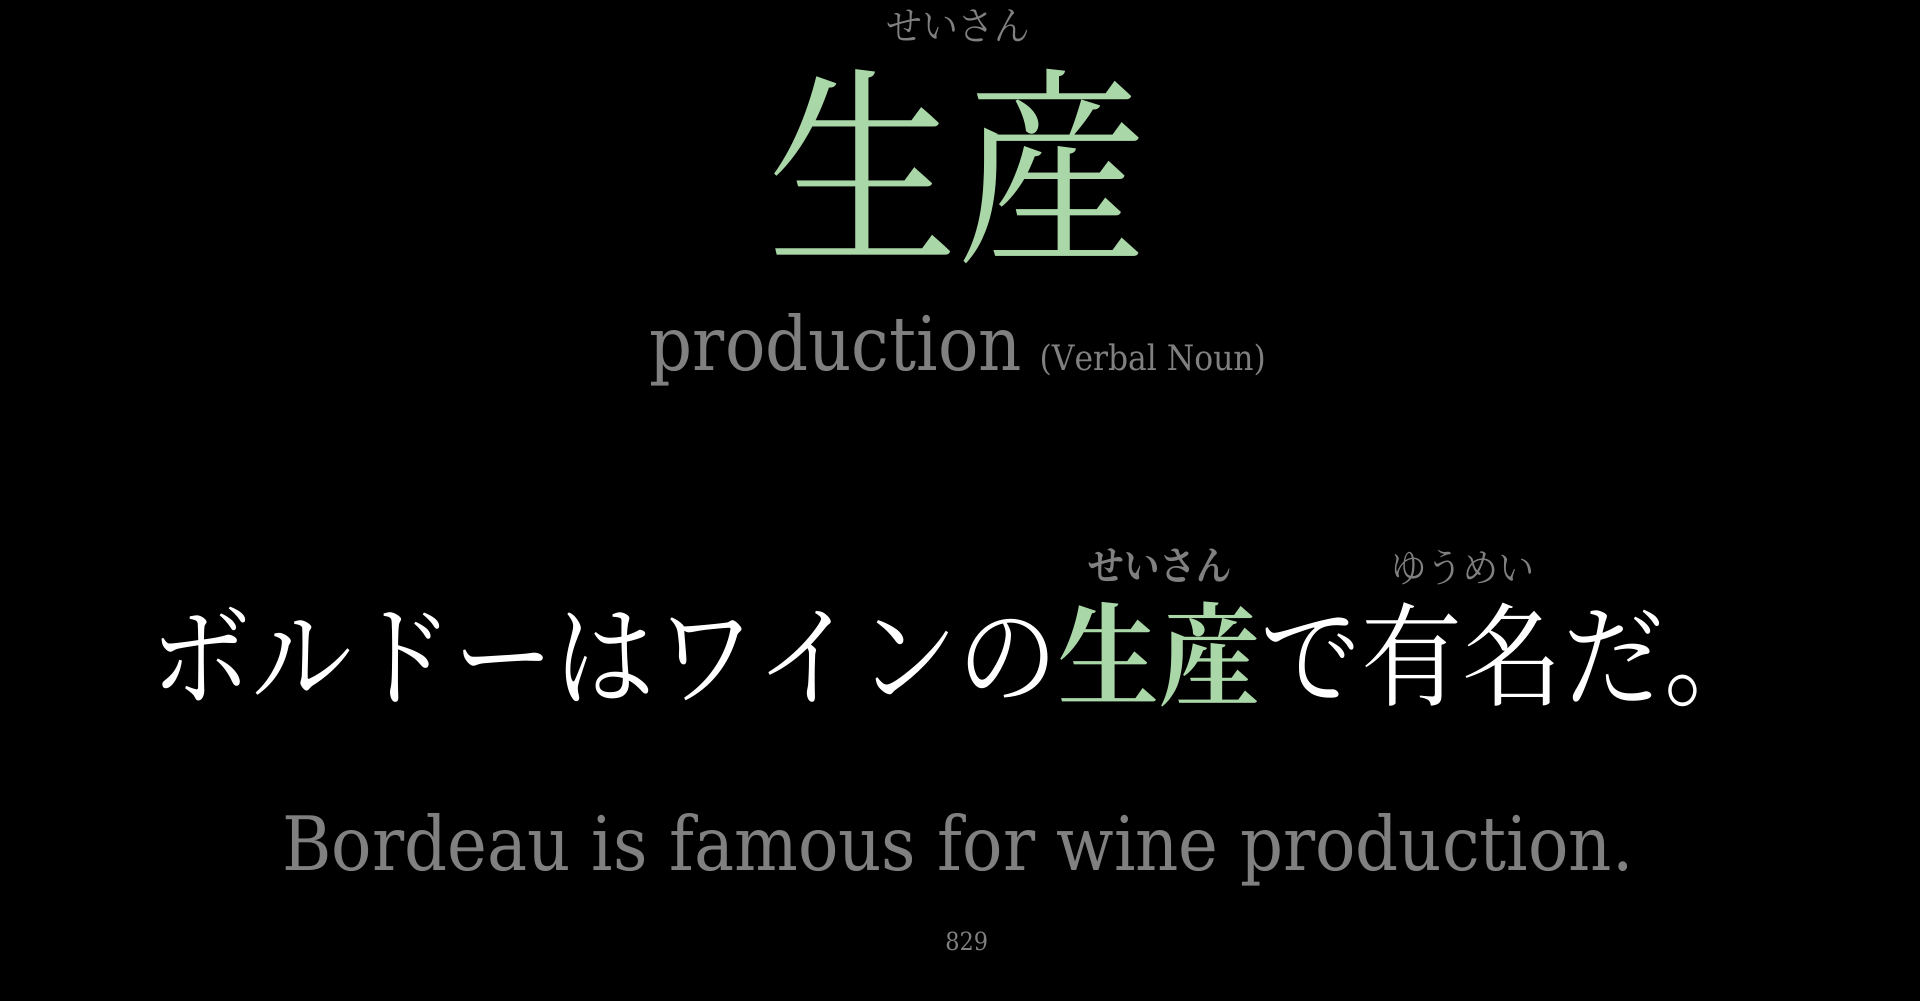 せいさん
生産
production (Verbal Noun)
せいさん ゆうめい
ボルドーはワインの生産で有名だ。
Bordeau is famous for wine production.
829